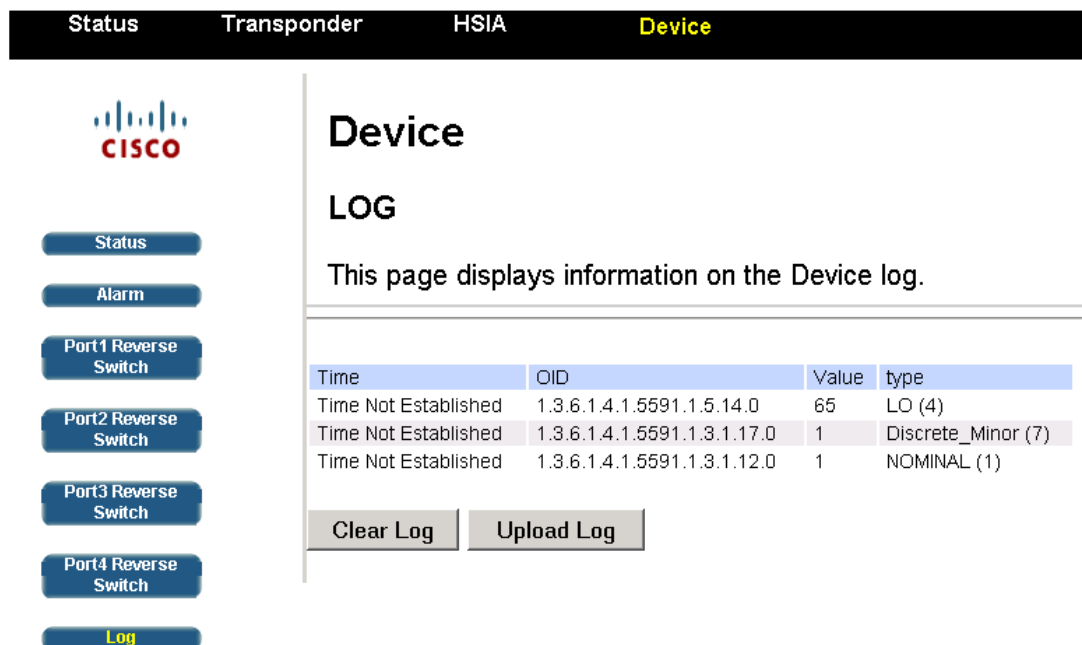 Status Transponder HSIA Device
CISCO
Device
LOG
This page displays information on the Device log.
Status
Alarm
Port1 Reverse
Switch
Port2 Reverse
Switch
Port3 Reverse
Switch
Port4 Reverse
Switch
Log
Time OID Value type
Time Not Established 1.3.6.1.4.1.5591.1.5.14.0 65 LO (4)
Time Not Established 1.3.6.1.4.1.5591.1.3.1.17.0 1 Discrete_Minor (7)
Time Not Established 1.3.6.1.4.1.5591.1.3.1.12.0 1 NOMINAL (1)
Clear Log Upload Log